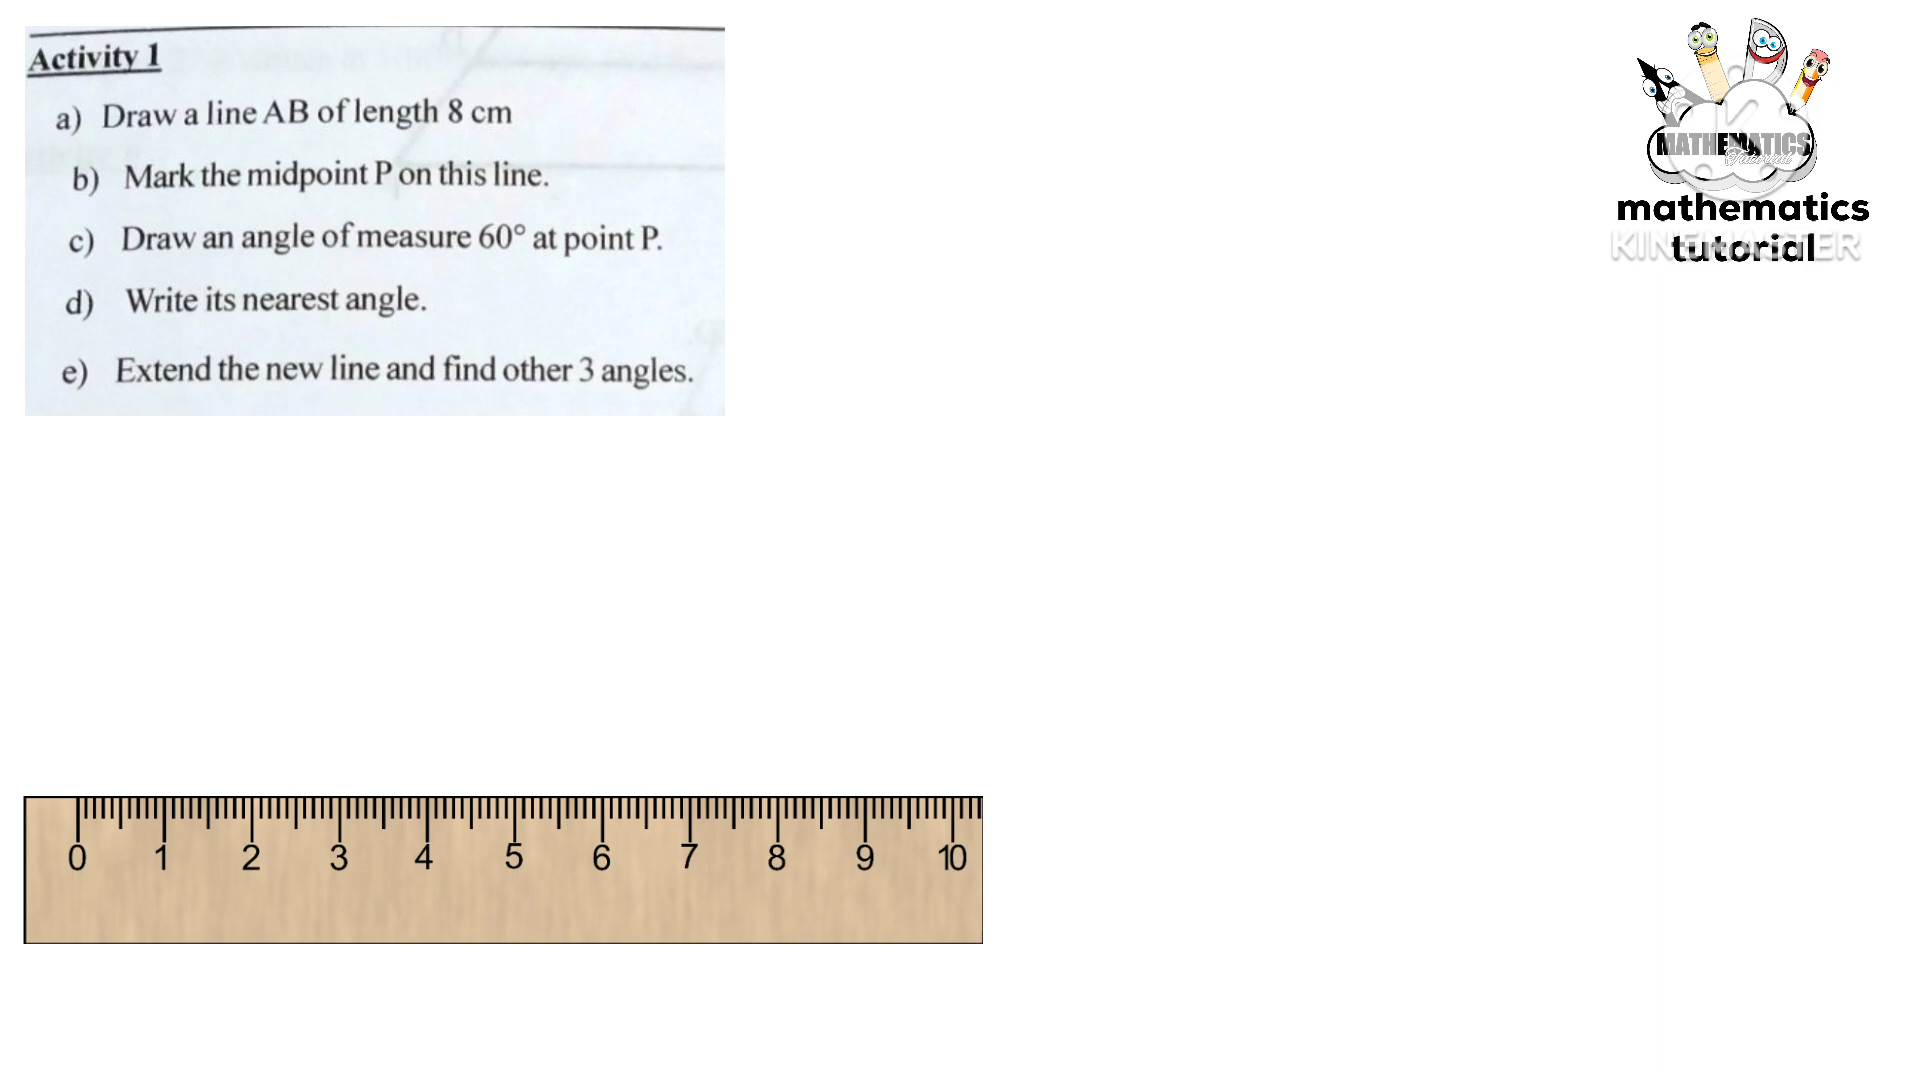 Activity 1
a) Draw a line AB of length 8 cm
b) Mark the midpoint P on this line.
c) Draw an angle of measure 60° at point P.
d) Write its nearest angle.
e) Extend the new line and find other 3 angles.
MATHEMATICS
Tutorial
mathematics
tutorial
KINEMASTER
0 1 2 3 4 5 6 7 8 9 10